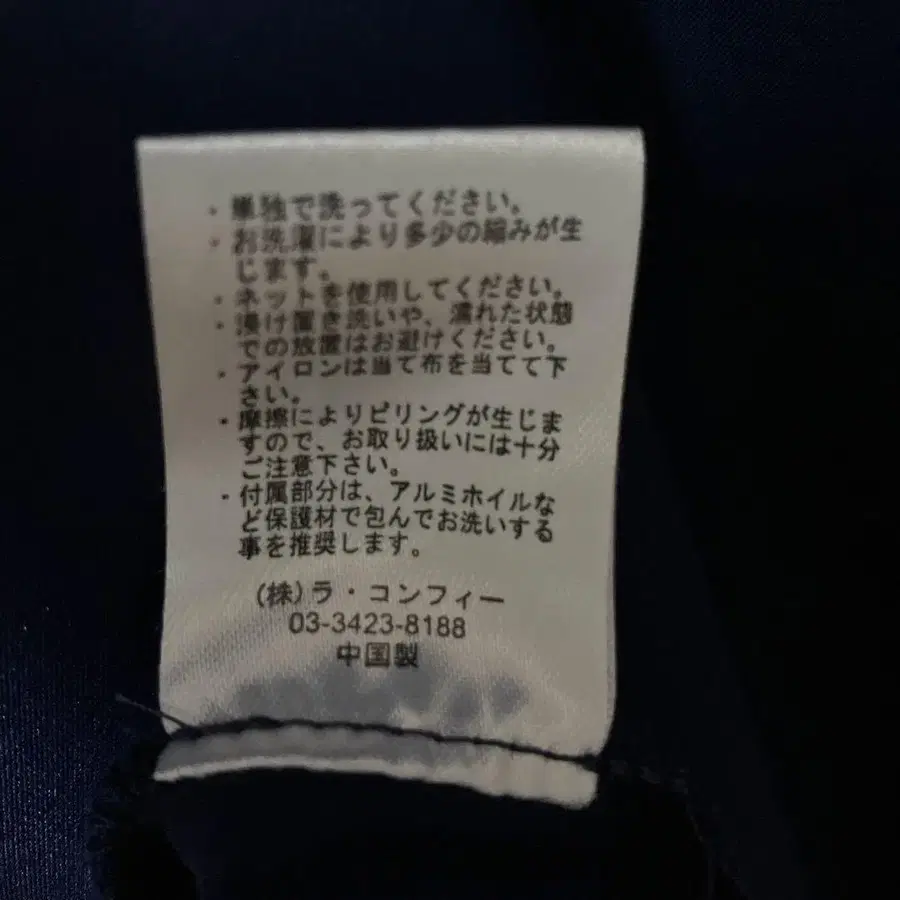 ・単独で洗ってください。
・お洗濯により多少の縮みが生
じます。
・ネットを使用してください。
・浸け置き洗いや、濡れた状態
での放置はお避けください。
・アイロンは当て布を当てて下
さい。
・摩擦によりピリングが生じま
すので、お取り扱いには十分
ご注意下さい。
・付属部分は、アルミホイルな
ど保護材で包んでお洗いする
事を推奨します。
(株)ラ・コンフィー
03-3423-8188
中国製